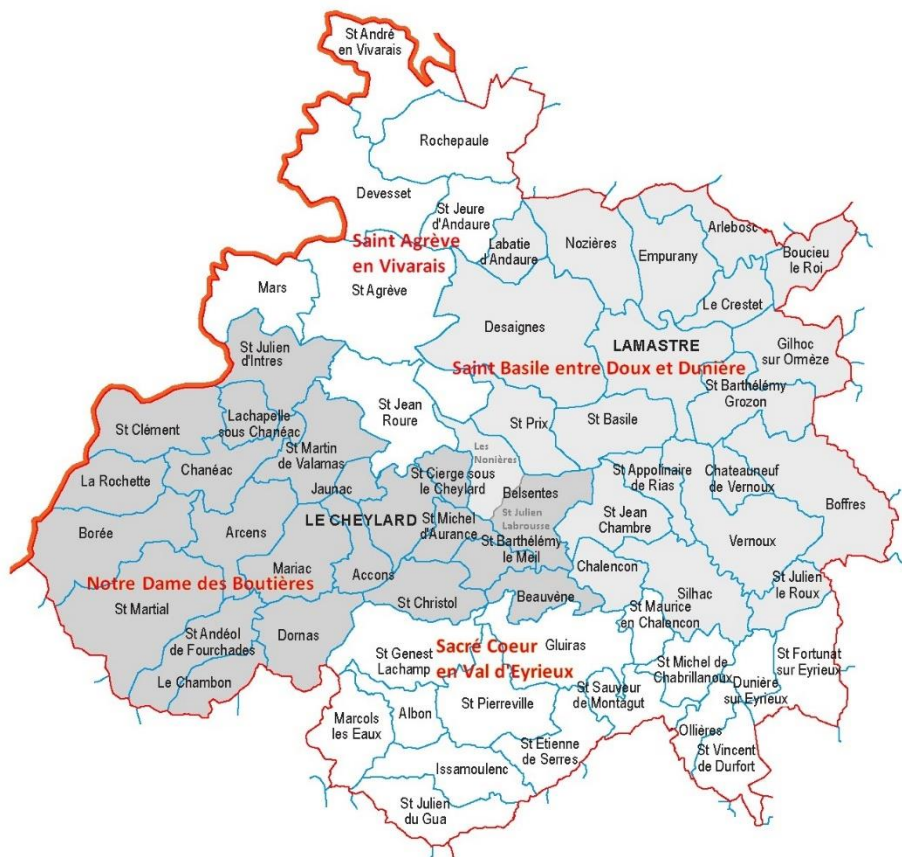 St André
en Vivarais
Rochepaule
Devesset
St Jeure
d'Andaure
Labatie
d'Andaure
Nozières
Empurany
Arlebosc
Boucieu
le Roi
Saint Agrève
en Vivarais
Mars
St Agrève
Le Crestet
Desaignes
LAMASTRE
Gilhoc
sur Ormèze
St Julien
d'Intres
Saint Basile entre Doux et Dunière
St Barthélémy
Grozon
St Jean
Roure
Lachapelle
sous Chanéac
St Clément
St Prix
St Basile
St Martin
de Valamas
Les
Nonières
Chanéac
La Rochette
Jaunac
St Cierge sous
le Cheylard
Belsentes
St Appolinaire
de Rias
Chateauneuf
de Vernoux
Boffres
St Julien
Labrousse
LE CHEYLARD
St Michel
d'Aurance
St Jean
Chambre
Borée
Arcens
St Barthélémy
le Meil
Vernoux
Mariac
Accons
Chalencon
Notre Dame des Boutières
St Julien
le Roux
Silhac
St Martial
St Christol
Beauvène
St Maurice
en Chalencon
St Andéol
de Fourchades
Dornas
Sacré Coeur
en Val d'Eyrieux
Gluiras
St Genest
Lachamp
St Michel de
Chabrillanoux
St Fortunat
sur Eyrieux
Le Chambon
St Sauveur
de Montagut
Dunière
sur Eyrieux
Marcols
les Eaux
Albon
St Pierreville
Ollières
St Vincent
de Durfort
St Etienne
de Serres
Issamoulenc
St Julien
du Gua